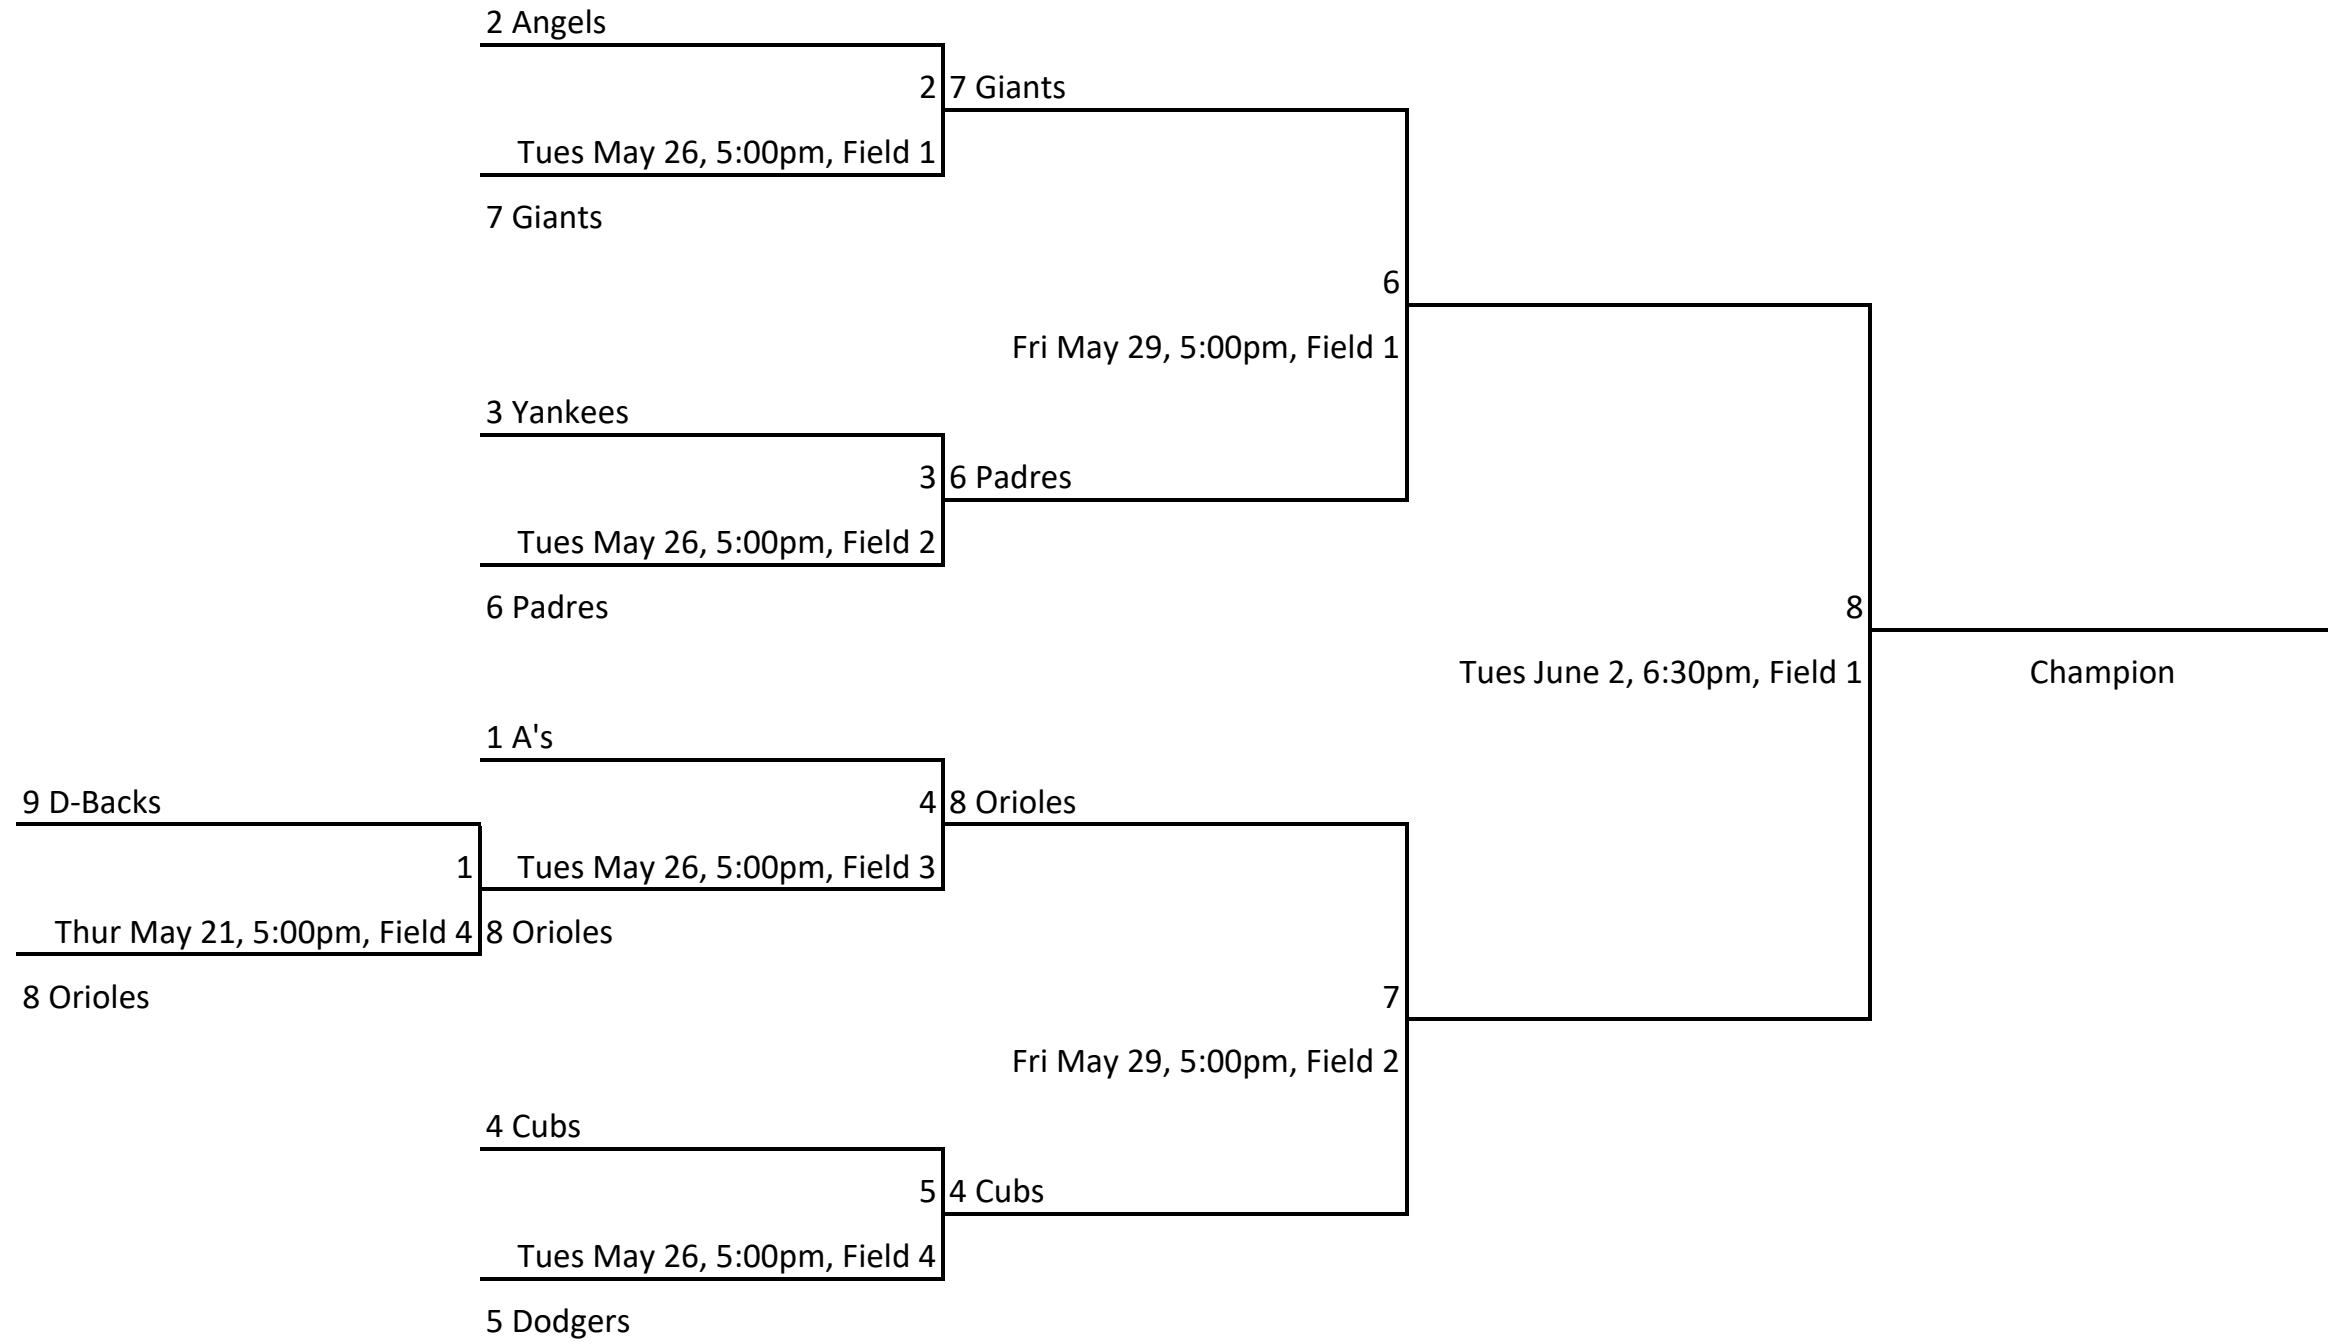 2 Angels
2 7 Giants
Tues May 26, 5:00pm, Field 1
7 Giants
6
Fri May 29, 5:00pm, Field 1
3 Yankees
3 6 Padres
Tues May 26, 5:00pm, Field 2
6 Padres
8
Tues June 2, 6:30pm, Field 1 Champion
1 A's
9 D-Backs 4 8 Orioles
1 Tues May 26, 5:00pm, Field 3
Thur May 21, 5:00pm, Field 4 8 Orioles
8 Orioles 7
Fri May 29, 5:00pm, Field 2
4 Cubs
5 4 Cubs
Tues May 26, 5:00pm, Field 4
5 Dodgers